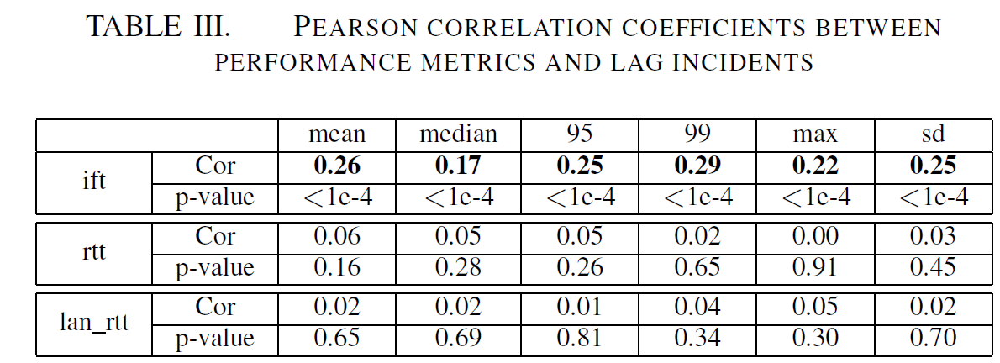 TABLE III. PEARSON CORRELATION COEFFICIENTS BETWEEN
PERFORMANCE METRICS AND LAG INCIDENTS
mean median 95 99 max sd
ift Cor 0.26 0.17 0.25 0.29 0.22 0.25
p-value <1e-4 <1e-4 <1e-4 <1e-4 <1e-4 <1e-4
rtt Cor 0.06 0.05 0.05 0.02 0.00 0.03
p-value 0.16 0.28 0.26 0.65 0.91 0.45
lan_rtt Cor 0.02 0.02 0.01 0.04 0.05 0.02
p-value 0.65 0.69 0.81 0.34 0.30 0.70